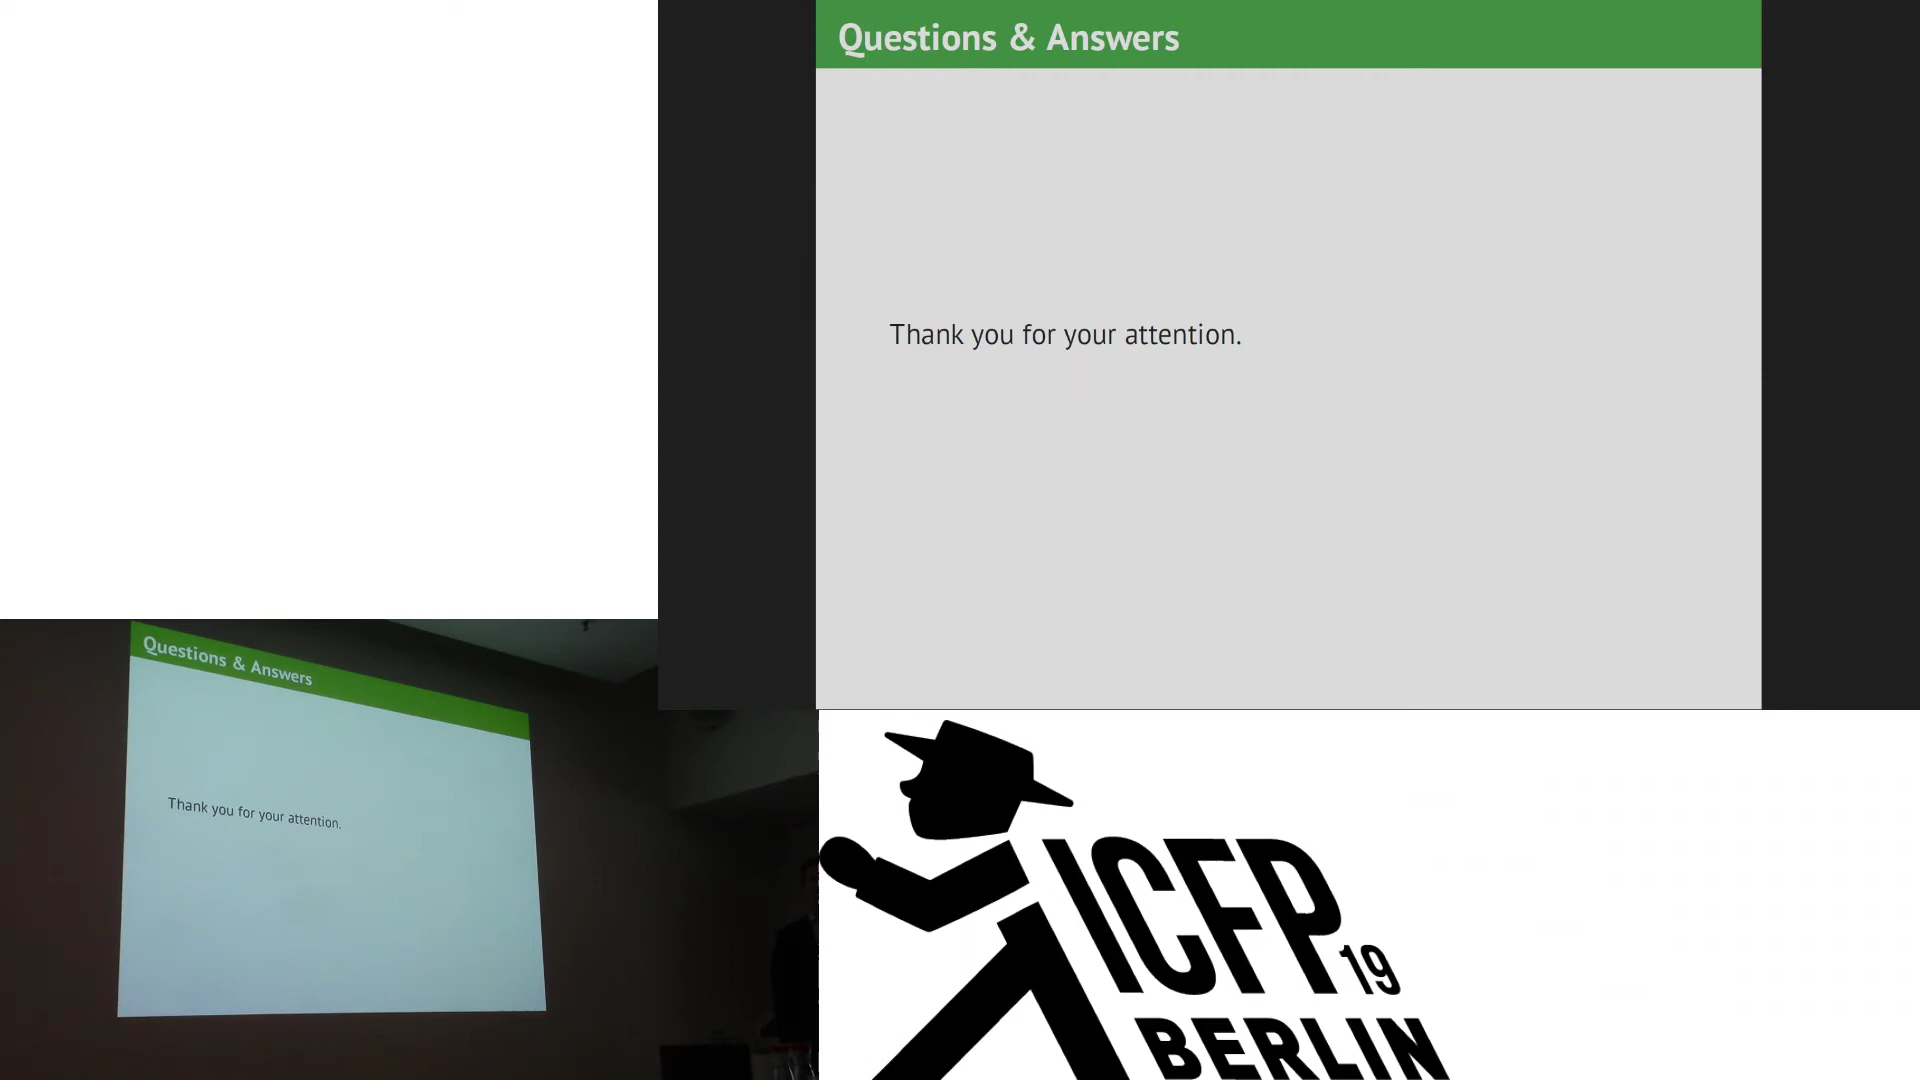 Questions & Answers
Thank you for your attention.
Questions & Answers
Thank you for your attention.
ICFP 19
BERLIN